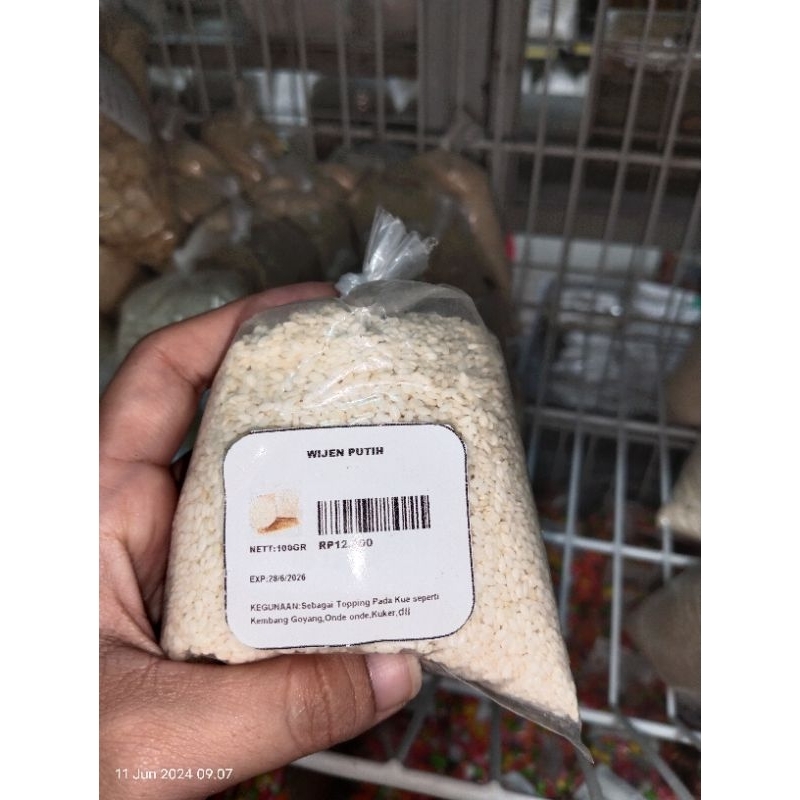 WIJEN PUTIH
NETT:100GR
EXP:28/6/2026
KEGUNAAN:Sebagai Topping Pada Kue seperti
Kembang Goyang,Onde onde,Kuker,dll
11 Jun 2024 09.07